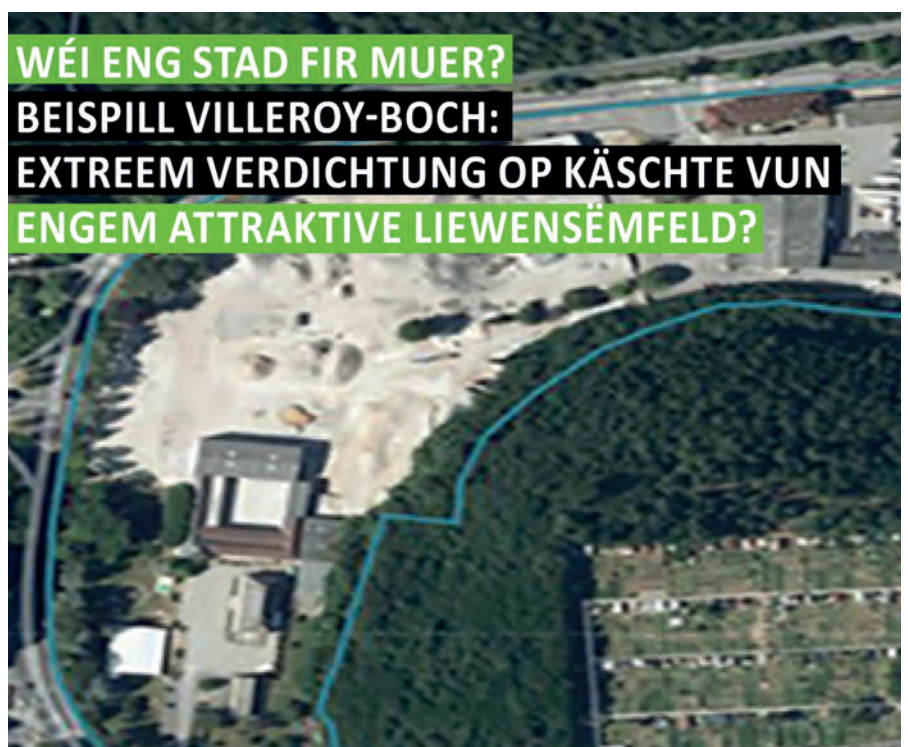 WÉI ENG STAD FIR MUER?
BEISPILL VILLEROY-BOCH:
EXTREEM VERDICHTUNG OP KÄSCHTE VUN
ENGEM ATTRAKTIVE LIEWENSËMFELD?